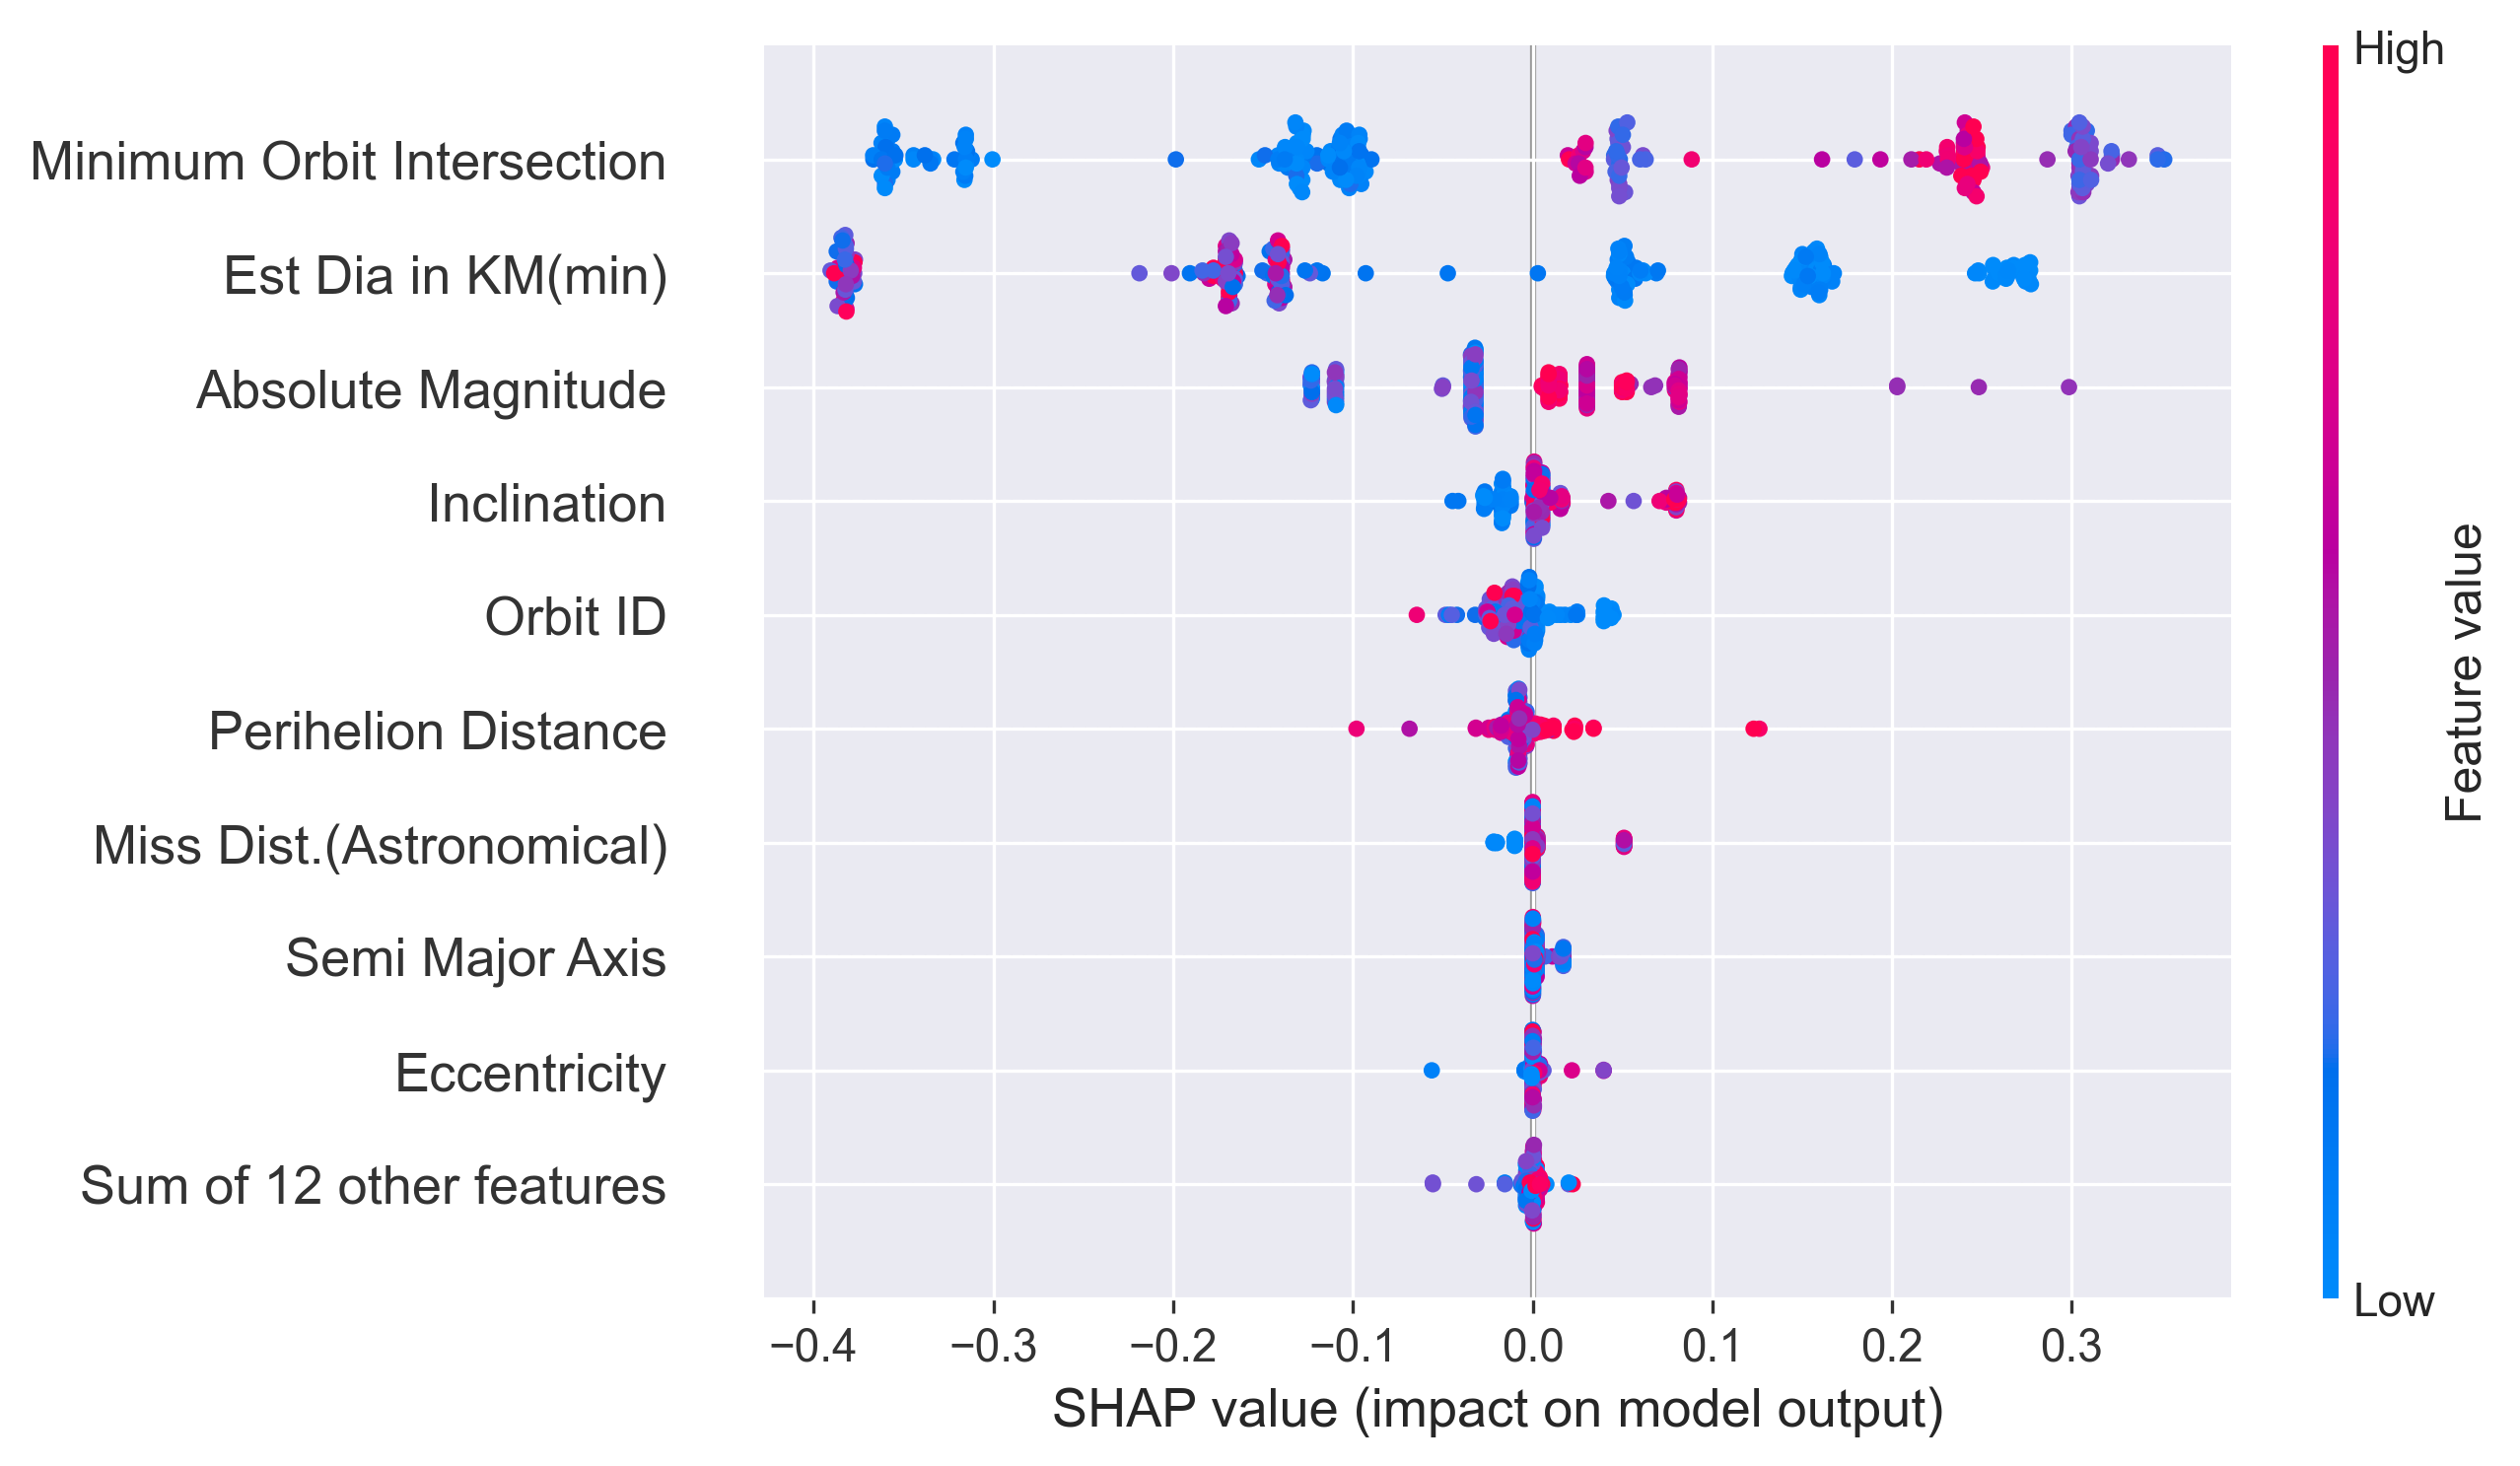 High
Minimum Orbit Intersection
Est Dia in KM(min)
Absolute Magnitude
Inclination
Orbit ID
Perihelion Distance
Miss Dist.(Astronomical)
Semi Major Axis
Eccentricity
Sum of 12 other features
Feature value
Low
−0.4 −0.3 −0.2 −0.1 0.0 0.1 0.2 0.3
SHAP value (impact on model output)